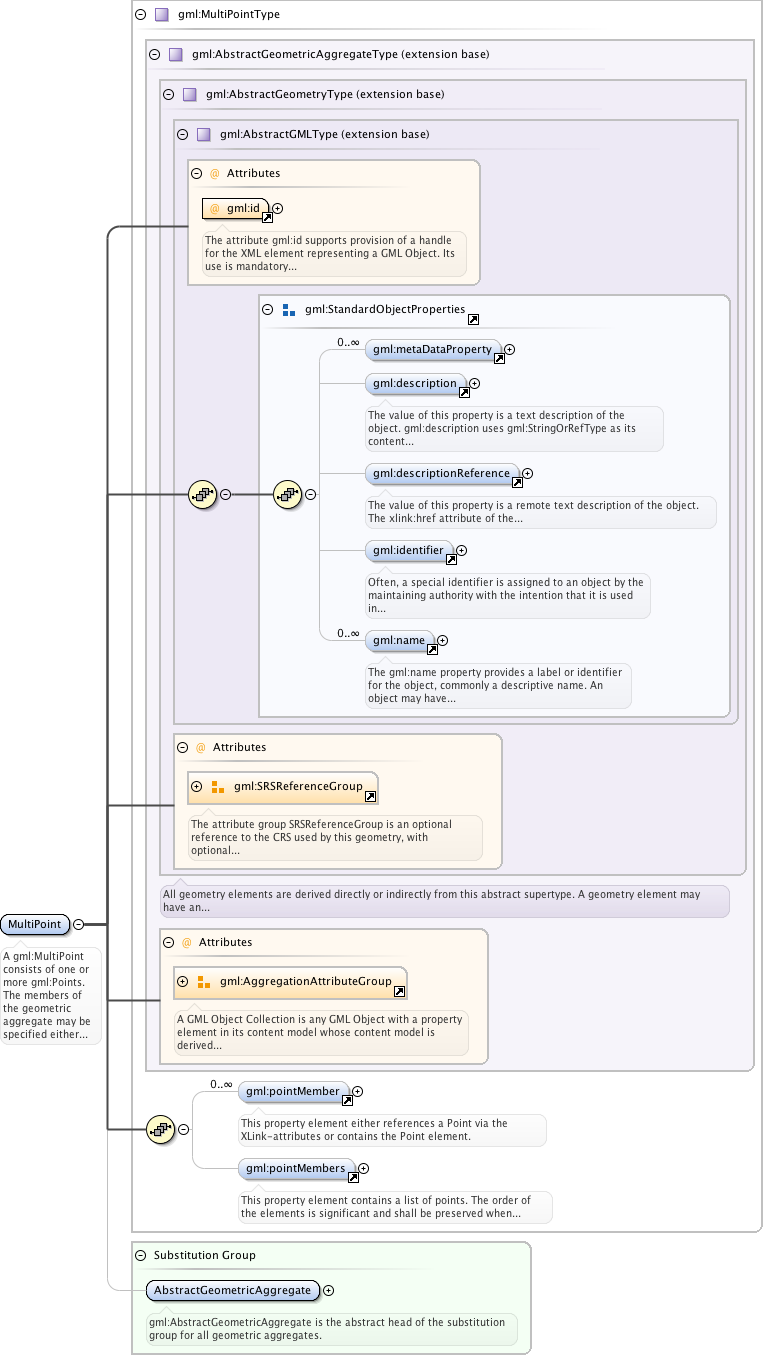 gml:MultiPointType
gml:AbstractGeometricAggregateType (extension base)
gml:AbstractGeometryType (extension base)
gml:AbstractGMLType (extension base)
@ Attributes
@ gml:id
The attribute gml:id supports provision of a handle
for the XML element representing a GML Object. Its
use is mandatory...
gml:StandardObjectProperties
0..∞
gml:metaDataProperty
gml:description
The value of this property is a text description of the
object. gml:description uses gml:StringOrRefType as its
content...
gml:descriptionReference
The value of this property is a remote text description of the object.
The xlink:href attribute of the...
gml:identifier
Often, a special identifier is assigned to an object by the
maintaining authority with the intention that it is used
in...
0..∞
gml:name
The gml:name property provides a label or identifier
for the object, commonly a descriptive name. An
object may have...
@ Attributes
gml:SRSReferenceGroup
The attribute group SRSReferenceGroup is an optional
reference to the CRS used by this geometry, with
optional...
All geometry elements are derived directly or indirectly from this abstract supertype. A geometry element may
have an...
MultiPoint
A gml:MultiPoint
consists of one or
more gml:Points.
The members of
the geometric
aggregate may be
specified either...
@ Attributes
gml:AggregationAttributeGroup
A GML Object Collection is any GML Object with a property
element in its content model whose content model is
derived...
0..∞
gml:pointMember
This property element either references a Point via the
XLink-attributes or contains the Point element.
gml:pointMembers
This property element contains a list of points. The order of
the elements is significant and shall be preserved when...
Substitution Group
AbstractGeometricAggregate
gml:AbstractGeometricAggregate is the abstract head of the substitution
group for all geometric aggregates.